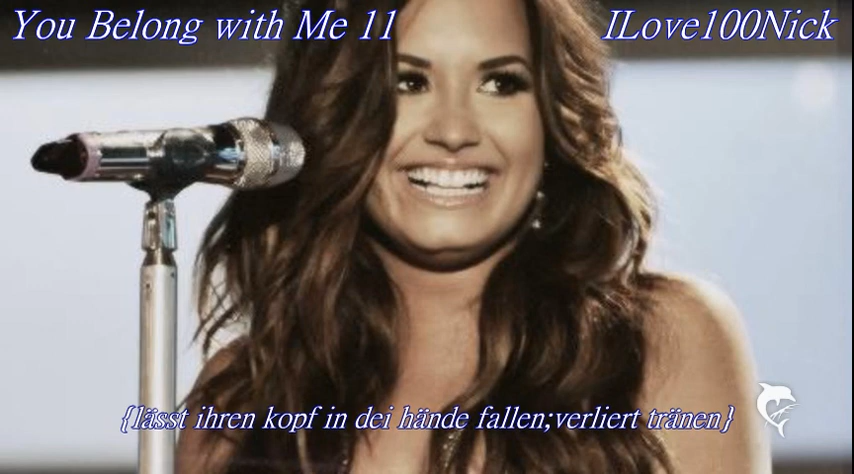 You Belong with Me 11 ILove100Nick
{lässt ihren kopf in dei hände fallen;verliert tränen}